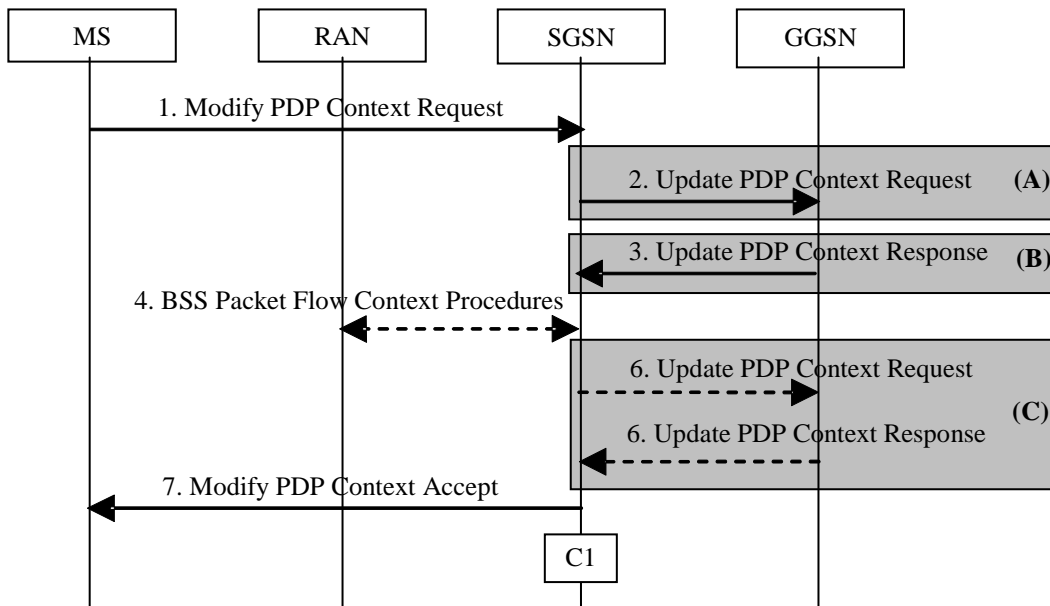 MS RAN SGSN GGSN
1. Modify PDP Context Request
2. Update PDP Context Request (A)
3. Update PDP Context Response (B)
4. BSS Packet Flow Context Procedures
6. Update PDP Context Request
(C)
6. Update PDP Context Response
7. Modify PDP Context Accept
C1